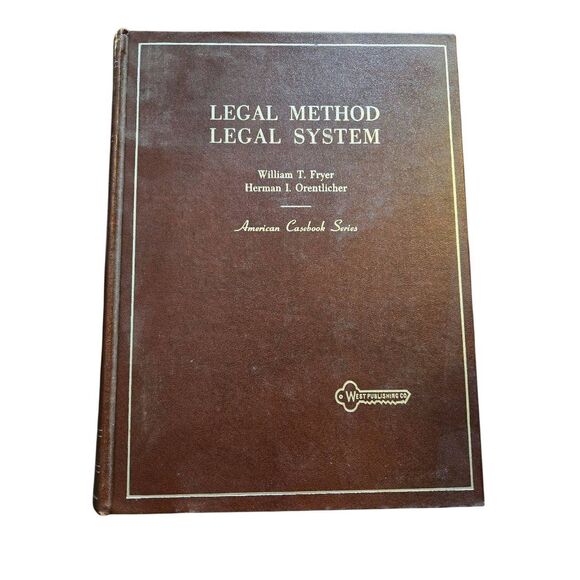 LEGAL METHOD
LEGAL SYSTEM
William T. Fryer
Herman I. Orentlicher
American Casebook Series
WEST PUBLISHING CO